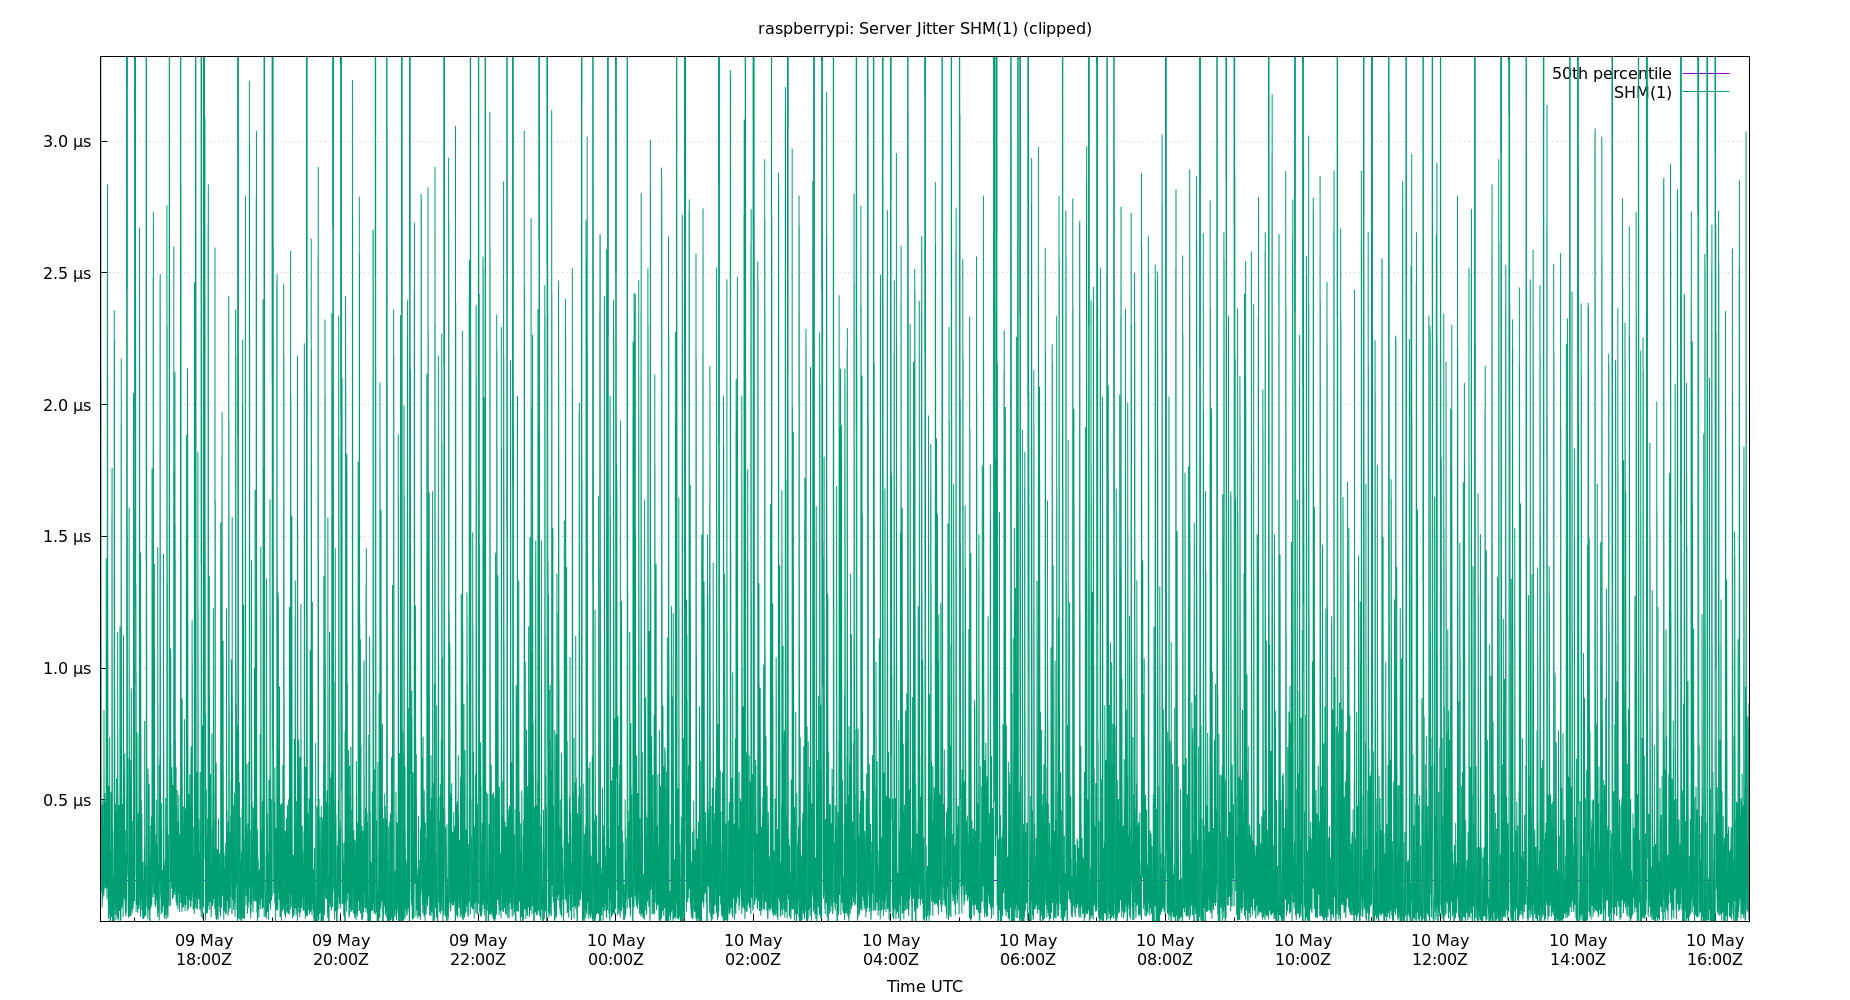 raspberrypi: Server Jitter SHM(1) (clipped)
50th percentile
SHM(1)
3.0 µs
2.5 µs
2.0 µs
1.5 µs
1.0 µs
0.5 µs
09 May 09 May 09 May 10 May 10 May 10 May 10 May 10 May 10 May 10 May 10 May 10 May
18:00Z 20:00Z 22:00Z 00:00Z 02:00Z 04:00Z 06:00Z 08:00Z 10:00Z 12:00Z 14:00Z 16:00Z
Time UTC